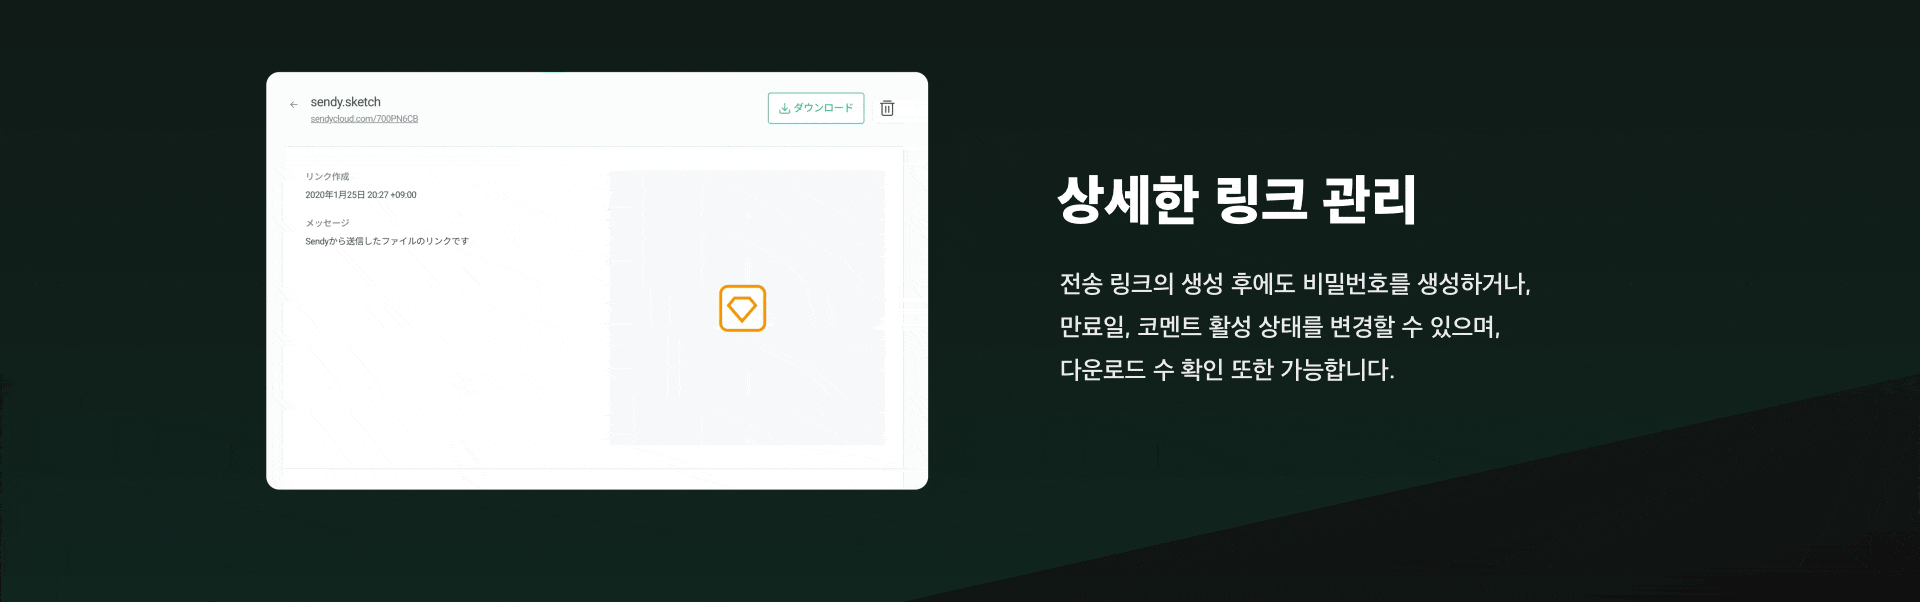 sendy.sketch
sendycloud.com/700PN6CB
ダウンロード
リンク作成
2020年1月25日 20:27 +09:00
メッセージ
Sendyから送信したファイルのリンクです
상세한 링크 관리
전송 링크의 생성 후에도 비밀번호를 생성하거나,
만료일, 코멘트 활성 상태를 변경할 수 있으며,
다운로드 수 확인 또한 가능합니다.